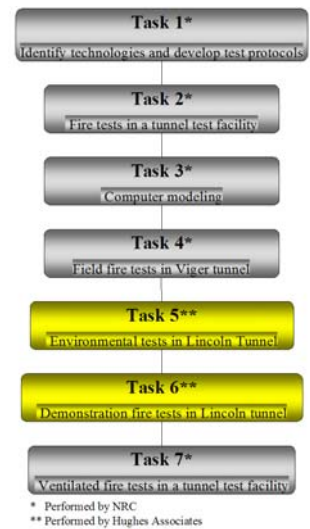 Task 1*
Identify technologies and develop test protocols
Task 2*
Fire tests in a tunnel test facility
Task 3*
Computer modeling
Task 4*
Field fire tests in Viger tunnel
Task 5**
Environmental tests in Lincoln Tunnel
Task 6**
Demonstration fire tests in Lincoln tunnel
Task 7*
Ventilated fire tests in a tunnel test facility
* Performed by NRC
** Performed by Hughes Associates